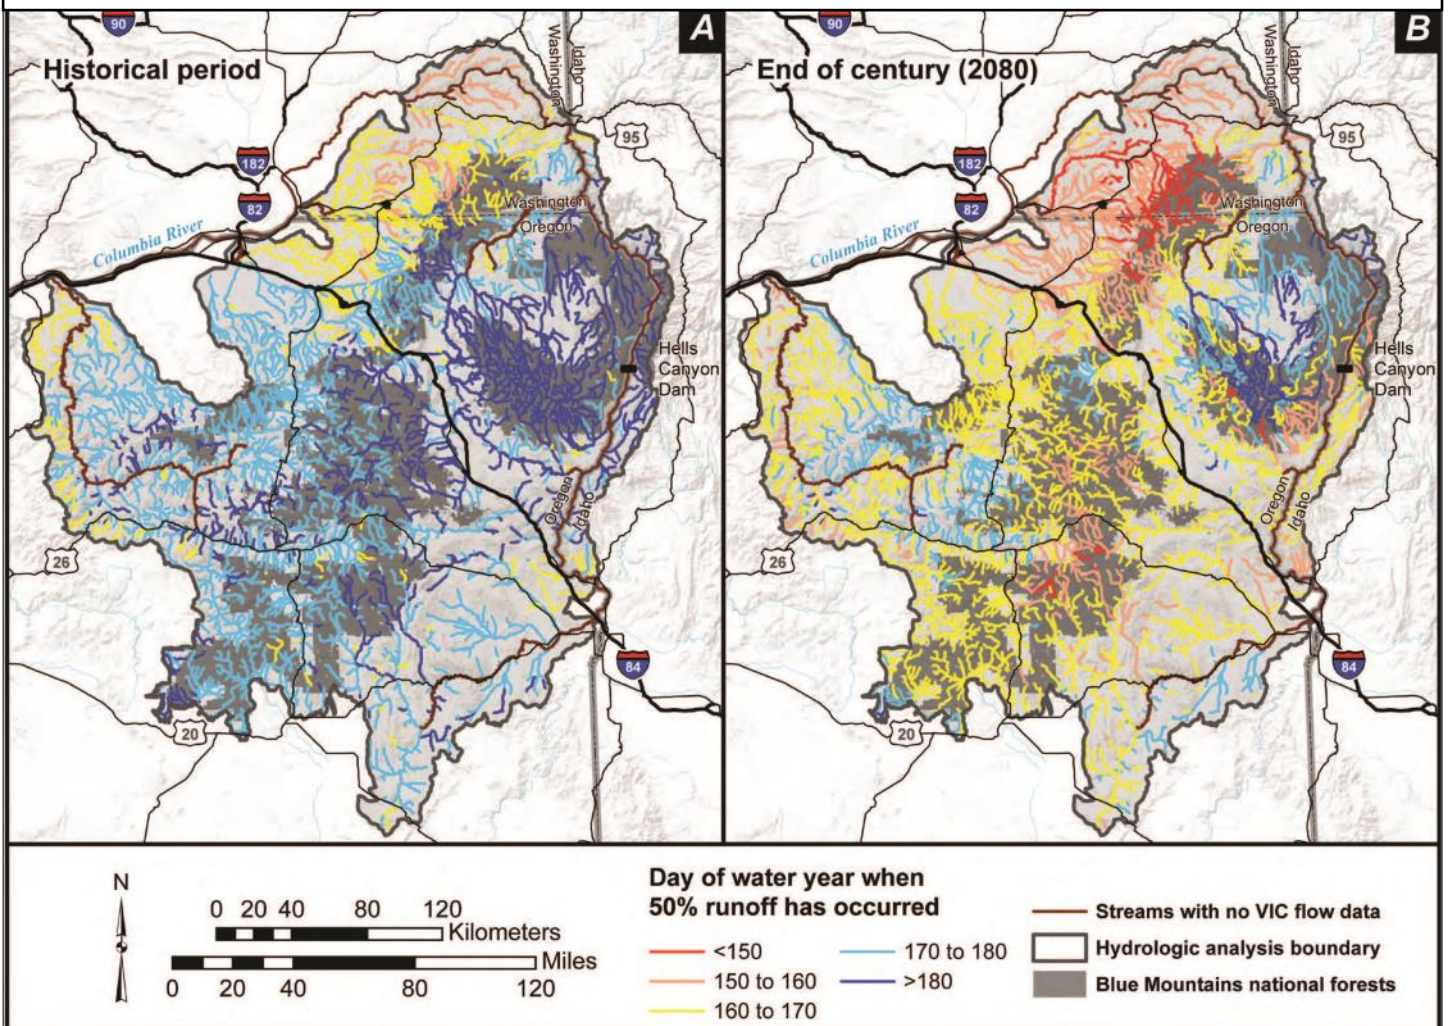 90
A
Historical period
Washington
Idaho
95
182
82
Columbia River
Washington
Oregon
Hells
Canyon
Dam
Oregon
Idaho
26
84
20
90
B
End of century (2080)
Washington
Idaho
95
182
82
Columbia River
Washington
Oregon
Hells
Canyon
Dam
Oregon
Idaho
26
84
20
N
0 20 40 80 120
Kilometers
Miles
0 20 40 80 120
Day of water year when
50% runoff has occurred
<150
150 to 160
160 to 170
170 to 180
>180
Streams with no VIC flow data
Hydrologic analysis boundary
Blue Mountains national forests